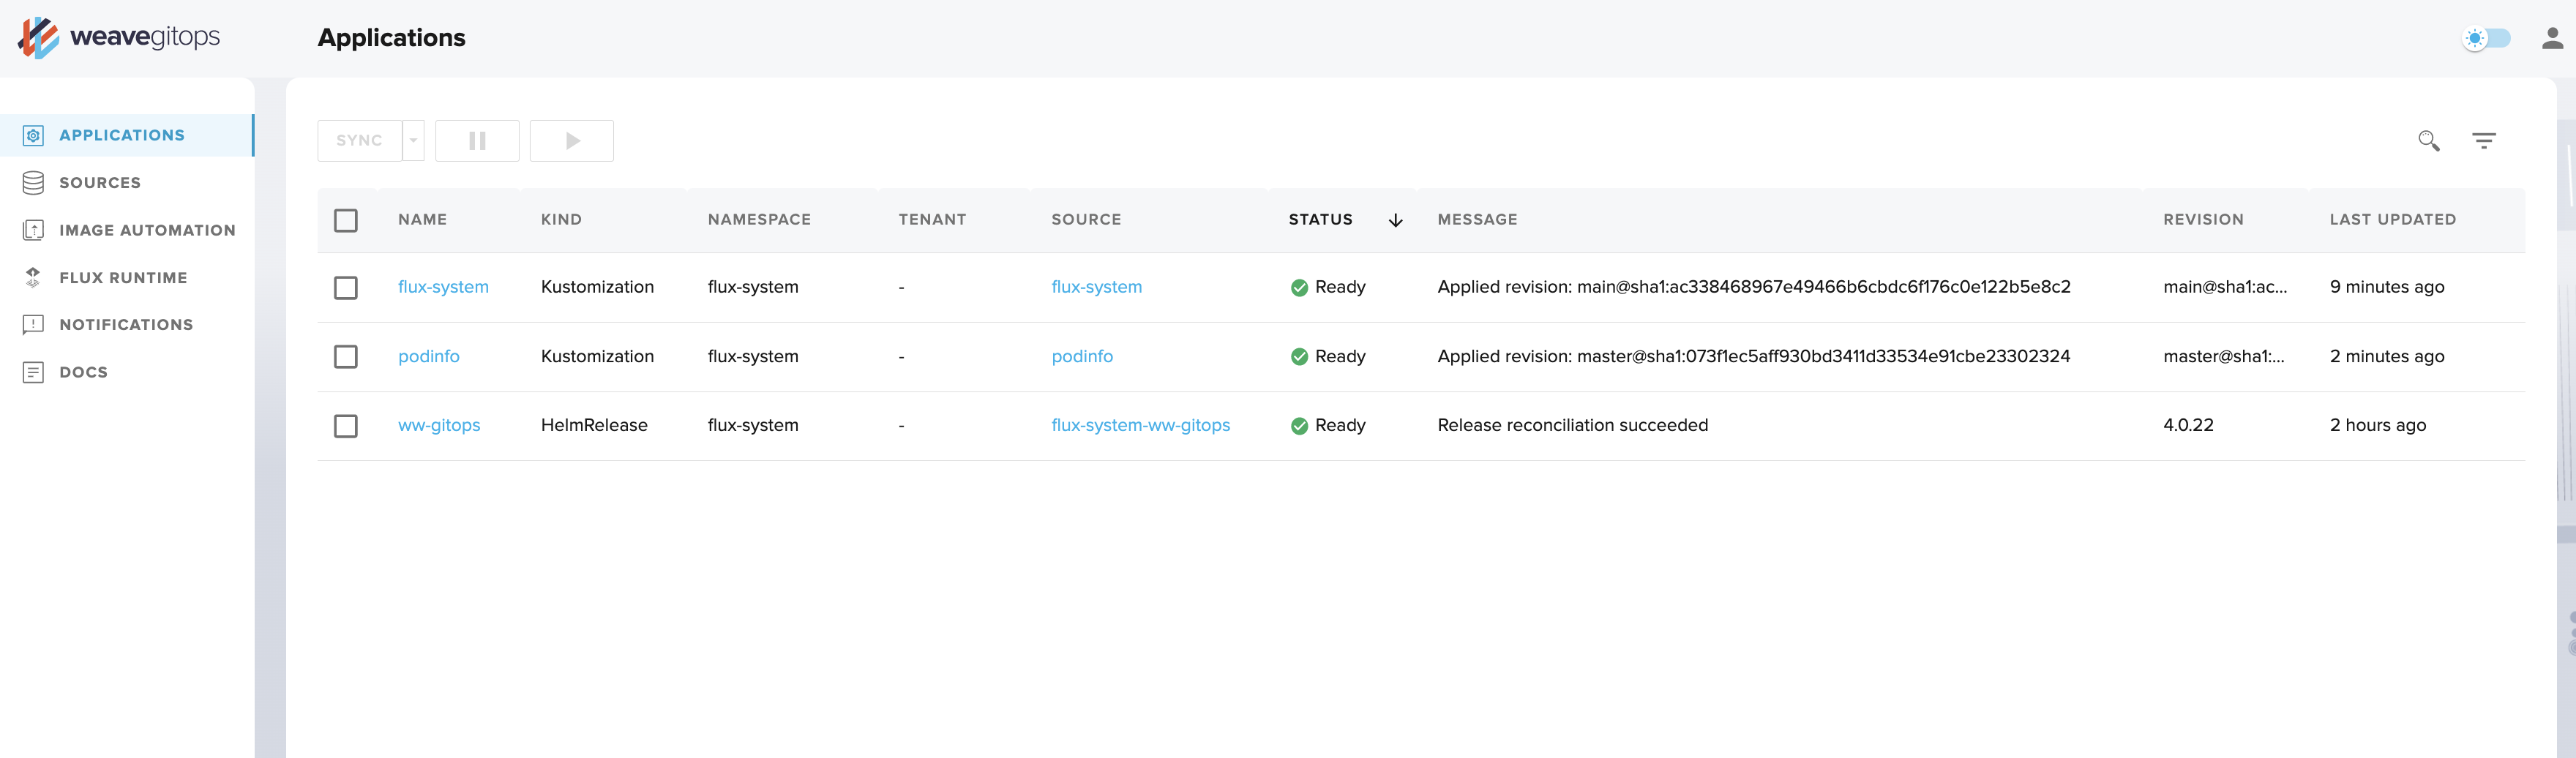 weavegitops
Applications
APPLICATIONS
SOURCES
IMAGE AUTOMATION
FLUX RUNTIME
NOTIFICATIONS
DOCS
SYNC
NAME KIND NAMESPACE TENANT SOURCE STATUS MESSAGE REVISION LAST UPDATED
flux-system Kustomization flux-system - flux-system Ready Applied revision: main@sha1:ac338468967e49466b6cbdc6f176c0e122b5e8c2 main@sha1:ac... 9 minutes ago
podinfo Kustomization flux-system - podinfo Ready Applied revision: master@sha1:073f1ec5aff930bd3411d33534e91cbe23302324 master@sha1:... 2 minutes ago
ww-gitops HelmRelease flux-system - flux-system-ww-gitops Ready Release reconciliation succeeded 4.0.22 2 hours ago